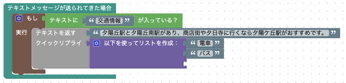 テキストメッセージが送られてきた場合
もし テキストに 交通情報 が入っている?
実行 テキストを返す 夕陽丘駅と夕陽丘南駅があり、商店街や夕日寺に行くなら夕陽ケ丘駅がおすすめです。
クイックリプライ 以下を使ってリストを作成: 電車
バス